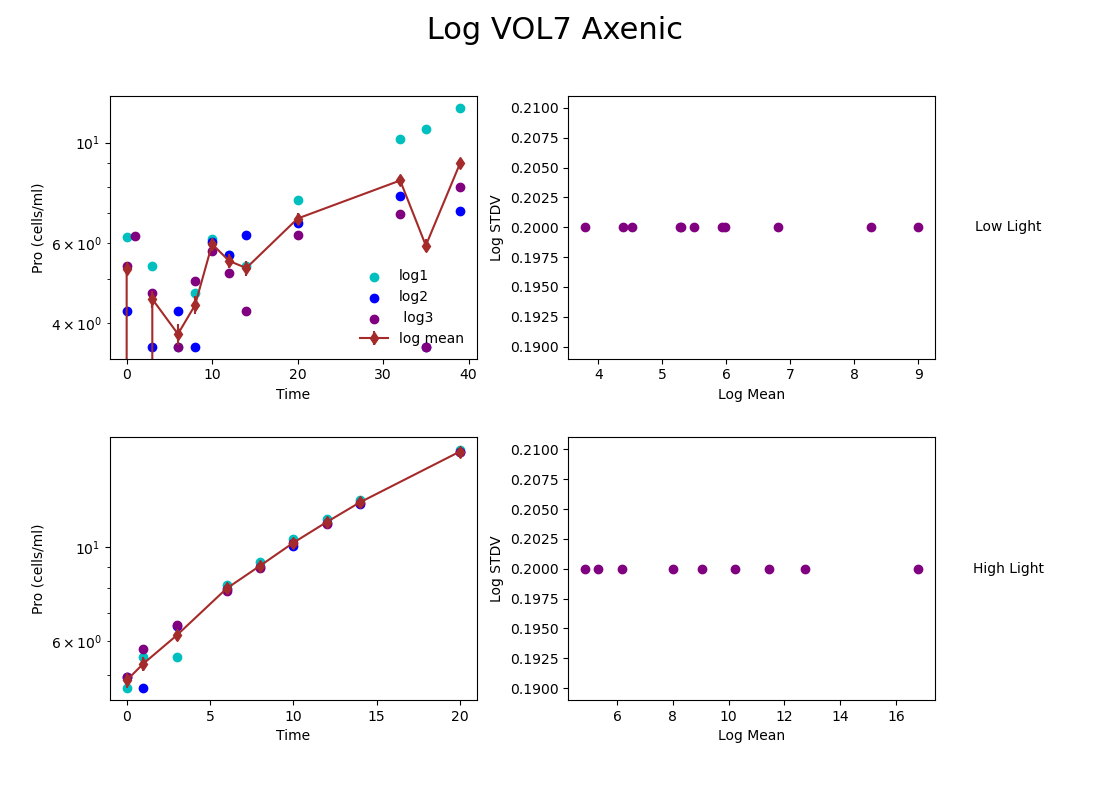 Log VOL7 Axenic
Pro (cells/ml)
10^1
6 × 10^0
4 × 10^0
log1
log2
log3
log mean
0 10 20 30 40
Time
Log STDV
0.2100
0.2075
0.2050
0.2025
0.2000
0.1975
0.1950
0.1925
0.1900
4 5 6 7 8 9
Log Mean
Low Light
Pro (cells/ml)
10^1
6 × 10^0
0 5 10 15 20
Time
Log STDV
0.2100
0.2075
0.2050
0.2025
0.2000
0.1975
0.1950
0.1925
0.1900
6 8 10 12 14 16
Log Mean
High Light